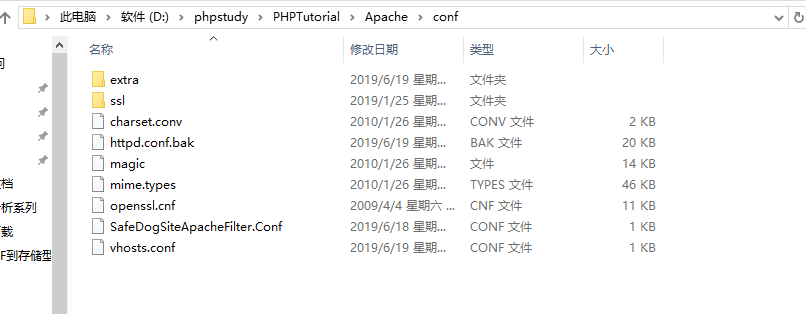 此电脑 › 软件 (D:) › phpstudy › PHPTutorial › Apache › conf
名称 修改日期 类型 大小
extra 2019/6/19 星期... 文件夹
ssl 2019/1/25 星期... 文件夹
charset.conv 2010/1/26 星期... CONV 文件 2 KB
httpd.conf.bak 2019/6/19 星期... BAK 文件 20 KB
magic 2010/1/26 星期... 文件 14 KB
mime.types 2010/1/26 星期... TYPES 文件 46 KB
文档
openssl.cnf 2009/4/4 星期六 ... CNF 文件 11 KB
析系列
SafeDogSiteApacheFilter.Conf 2019/6/18 星期... CONF 文件 1 KB
下载
vhosts.conf 2019/6/19 星期... CONF 文件 1 KB
F到存储型